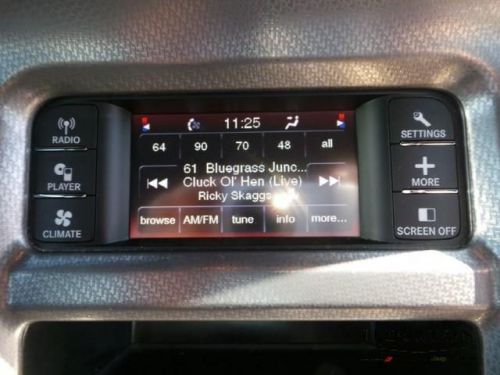 RADIO
PLAYER
CLIMATE
11:25
64 90 70 48 all
61 Bluegrass Junc...
Cluck Ol' Hen (Live)
Ricky Skaggs
browse AM/FM tune info more...
SETTINGS
MORE
SCREEN OFF